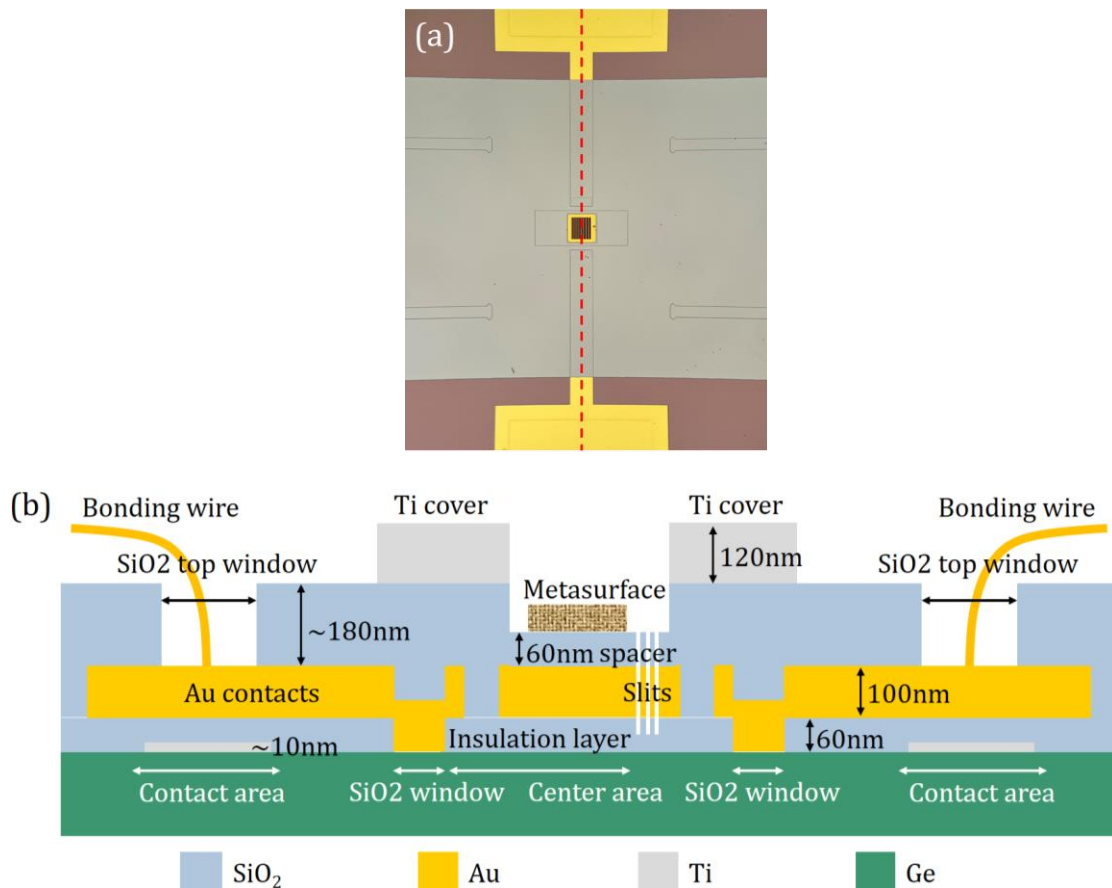 (a)
(b)
Bonding wire
Ti cover
Ti cover
Bonding wire
SiO2 top window
120nm
SiO2 top window
Metasurface
~180nm
60nm spacer
Au contacts
Slits
100nm
~10nm
Insulation layer
60nm
Contact area
SiO2 window
Center area
SiO2 window
Contact area
SiO₂
Au
Ti
Ge